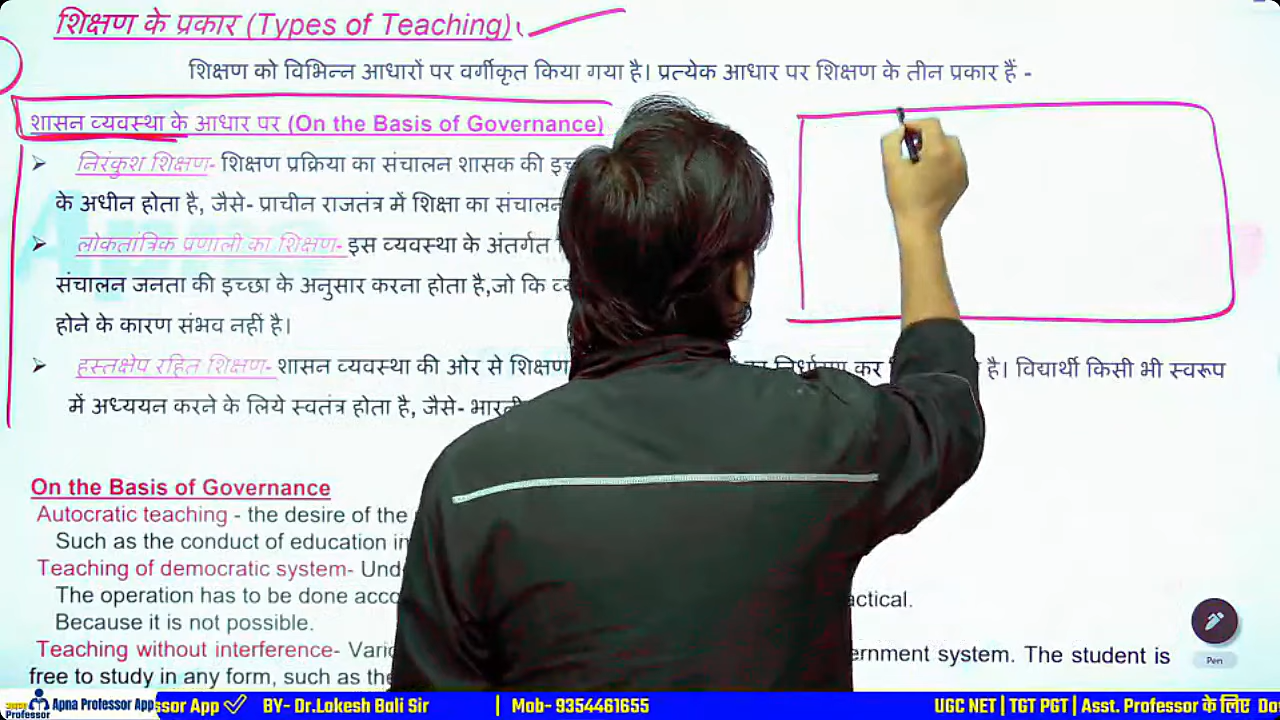 शिक्षण के प्रकार (Types of Teaching)
शिक्षण को विभिन्न आधारों पर वर्गीकृत किया गया है। प्रत्येक आधार पर शिक्षण के तीन प्रकार हैं -
शासन व्यवस्था के आधार पर (On the Basis of Governance)
➢ निरंकुश शिक्षण- शिक्षण प्रक्रिया का संचालन शासक की
के अधीन होता है, जैसे- प्राचीन राजतंत्र में शिक्षा का संचालन
➢ लोकतांत्रिक प्रणाली का शिक्षण- इस व्यवस्था के अंतर्गत
संचालन जनता की इच्छा के अनुसार करना होता है,जो कि
होने के कारण संभव नहीं है।
➢ हस्तक्षेप रहित शिक्षण- शासन व्यवस्था की ओर से शिक्षण कर है। विद्यार्थी किसी भी स्वरूप
में अध्ययन करने के लिये स्वतंत्र होता है, जैसे-
On the Basis of Governance
Autocratic teaching - the desire of the
Such as the conduct of education in
Teaching of democratic system-
The operation has to be done
Because it is not possible.
Teaching without interference- system. The student is
free to study in any form, such as the
Pen
Apna Professor App
App ✓ BY- Dr.Lokesh Bali Sir | Mob- 9354461655 UGC NET | TGT PGT | Asst. Professor के लिए